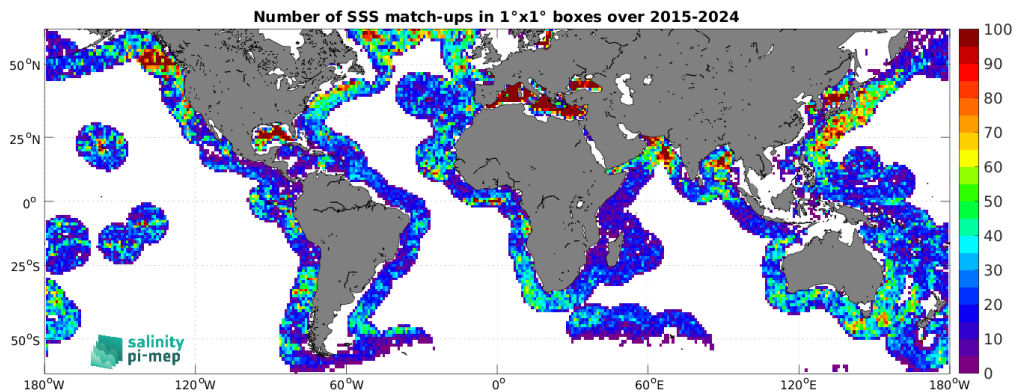 Number of SSS match-ups in 1°x1° boxes over 2015-2024
50°N
25°N
0°
25°S
50°S
180°W
120°W
60°W
0°
60°E
120°E
180°W
100
90
80
70
60
50
40
30
20
10
0
salinity
pi-mep